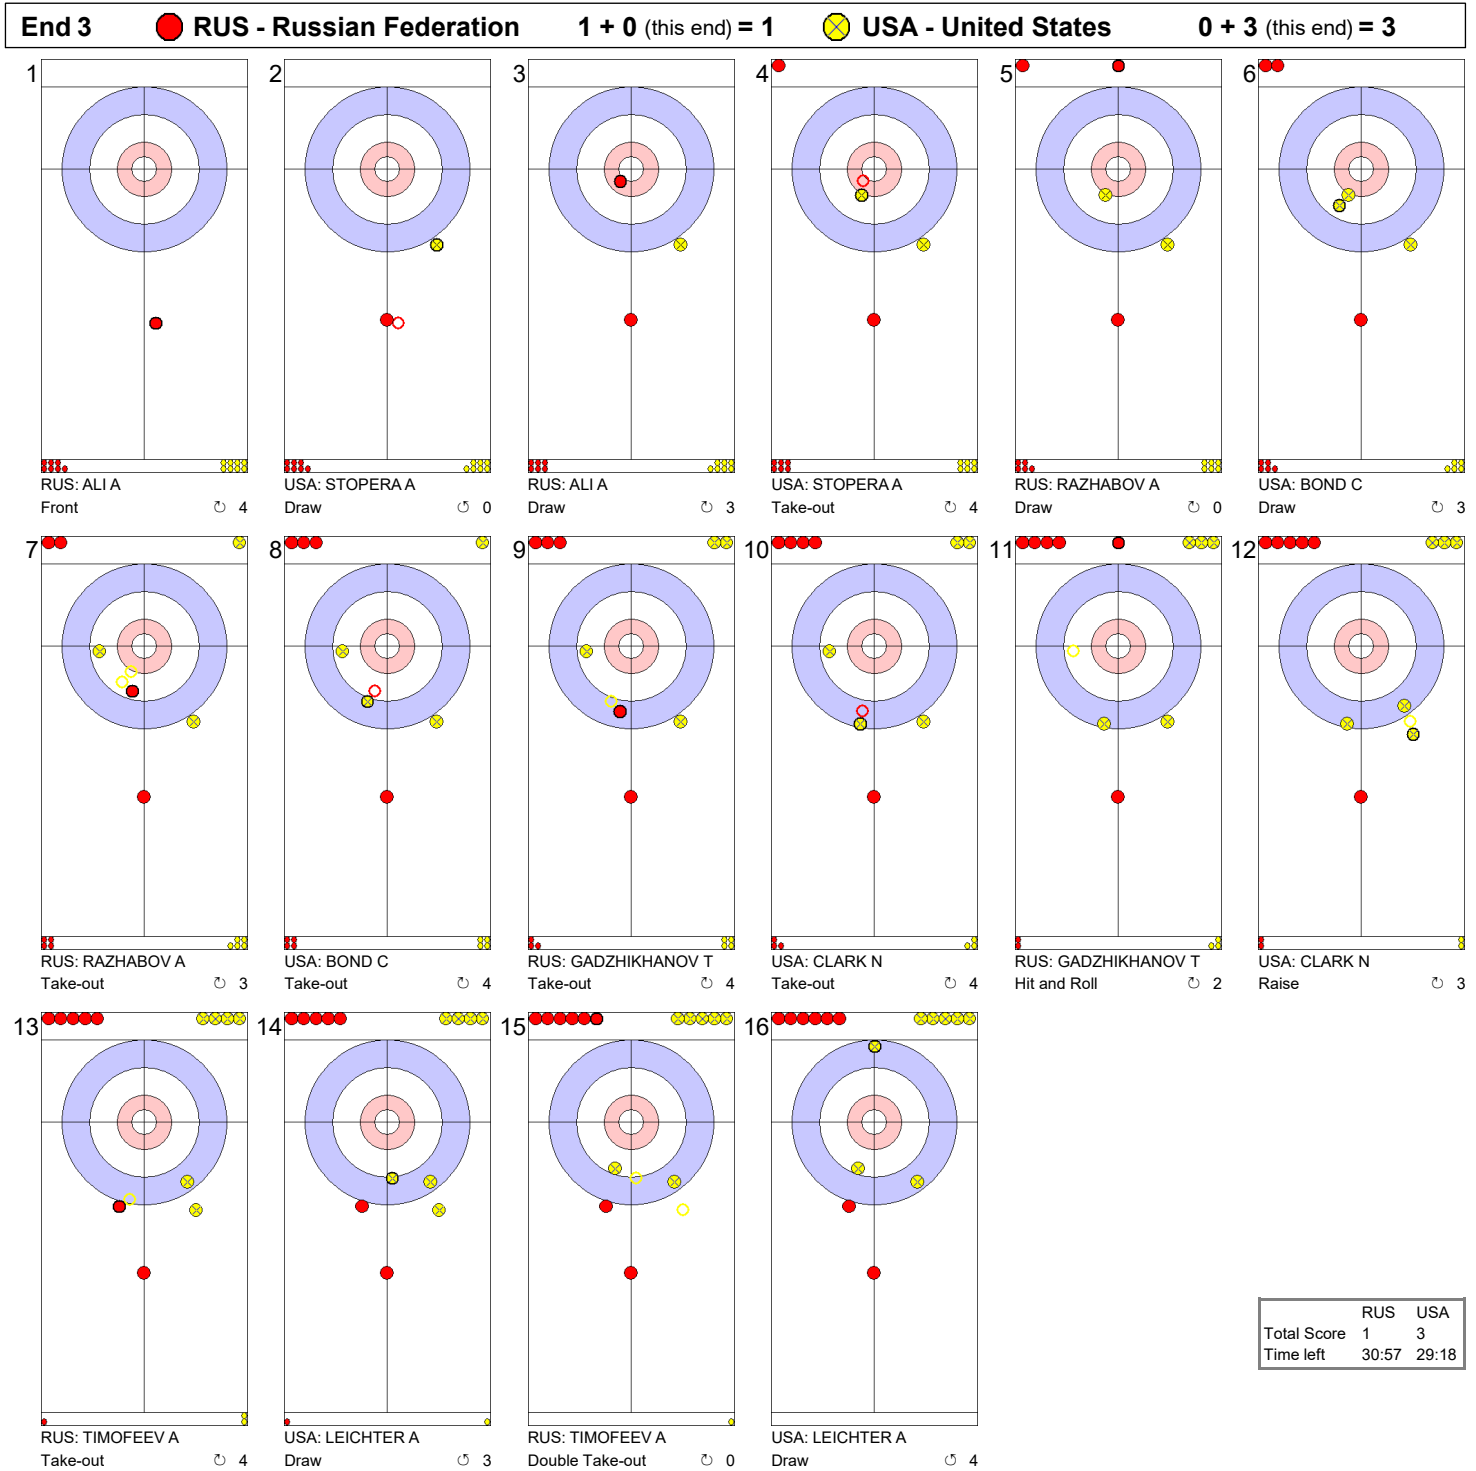 End 3 RUS - Russian Federation 1 + 0 (this end) = 1 USA - United States 0 + 3 (this end) = 3
1 2 3 4 5 6
RUS: ALI A USA: STOPERA A RUS: ALI A USA: STOPERA A RUS: RAZHABOV A USA: BOND C
Front ↻ 4 Draw ↺ 0 Draw ↻ 3 Take-out ↻ 4 Draw ↻ 0 Draw ↻ 3
7 8 9 10 11 12
RUS: RAZHABOV A USA: BOND C RUS: GADZHIKHANOV T USA: CLARK N RUS: GADZHIKHANOV T USA: CLARK N
Take-out ↻ 3 Take-out ↻ 4 Take-out ↻ 4 Take-out ↻ 4 Hit and Roll ↻ 2 Raise ↻ 3
13 14 15 16
RUS USA
Total Score 1 3
Time left 30:57 29:18
RUS: TIMOFEEV A USA: LEICHTER A RUS: TIMOFEEV A USA: LEICHTER A
Take-out ↻ 4 Draw ↺ 3 Double Take-out ↻ 0 Draw ↺ 4